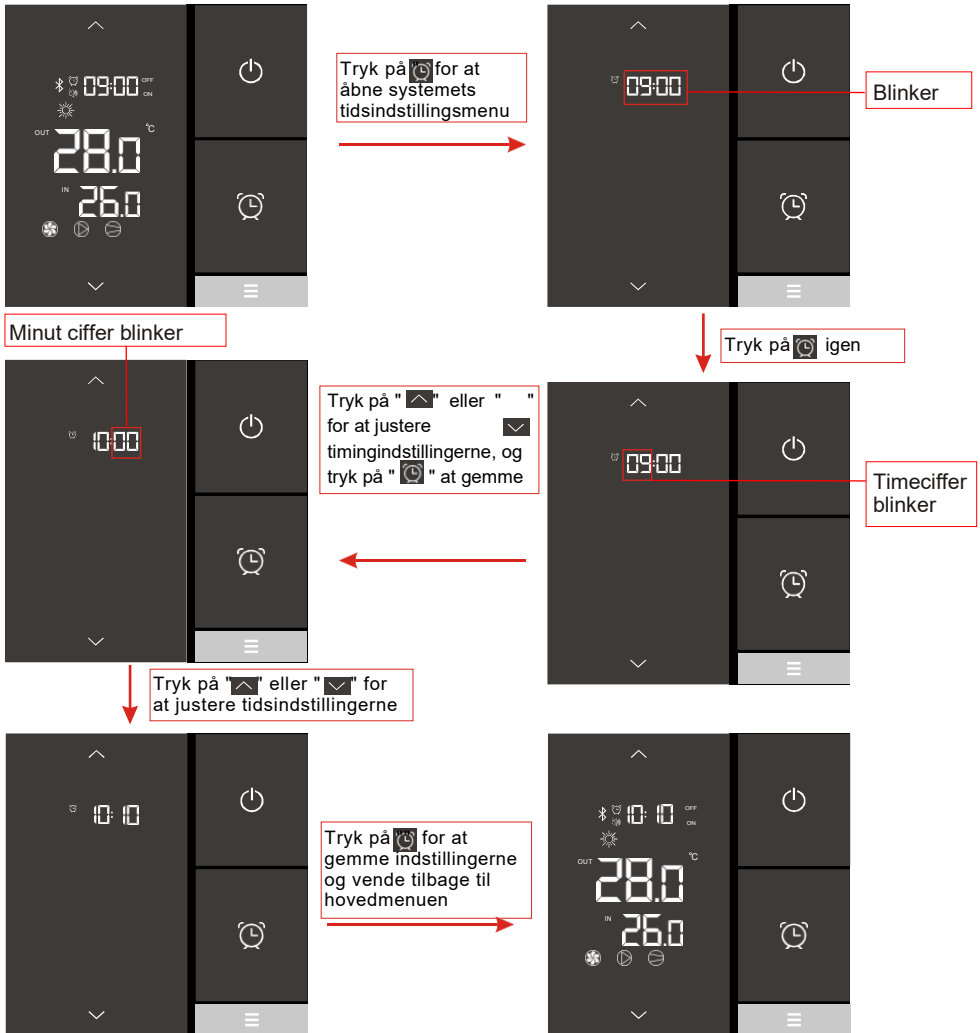 09:00
OFF
ON
OUT
28.0
°C
IN
26.0
Tryk på for at
åbne systemets
tidsindstillingsmenu
09:00
Blinker
Tryk på igen
09:00
Timeciffer
blinker
Tryk på " " eller " "
for at justere
timingindstillingerne, og
tryk på " " at gemme
Minut ciffer blinker
10:00
Tryk på " " eller " " for
at justere tidsindstillingerne
10:10
Tryk på for at
gemme indstillingerne
og vende tilbage til
hovedmenuen
10:10
OFF
ON
OUT
28.0
°C
IN
26.0